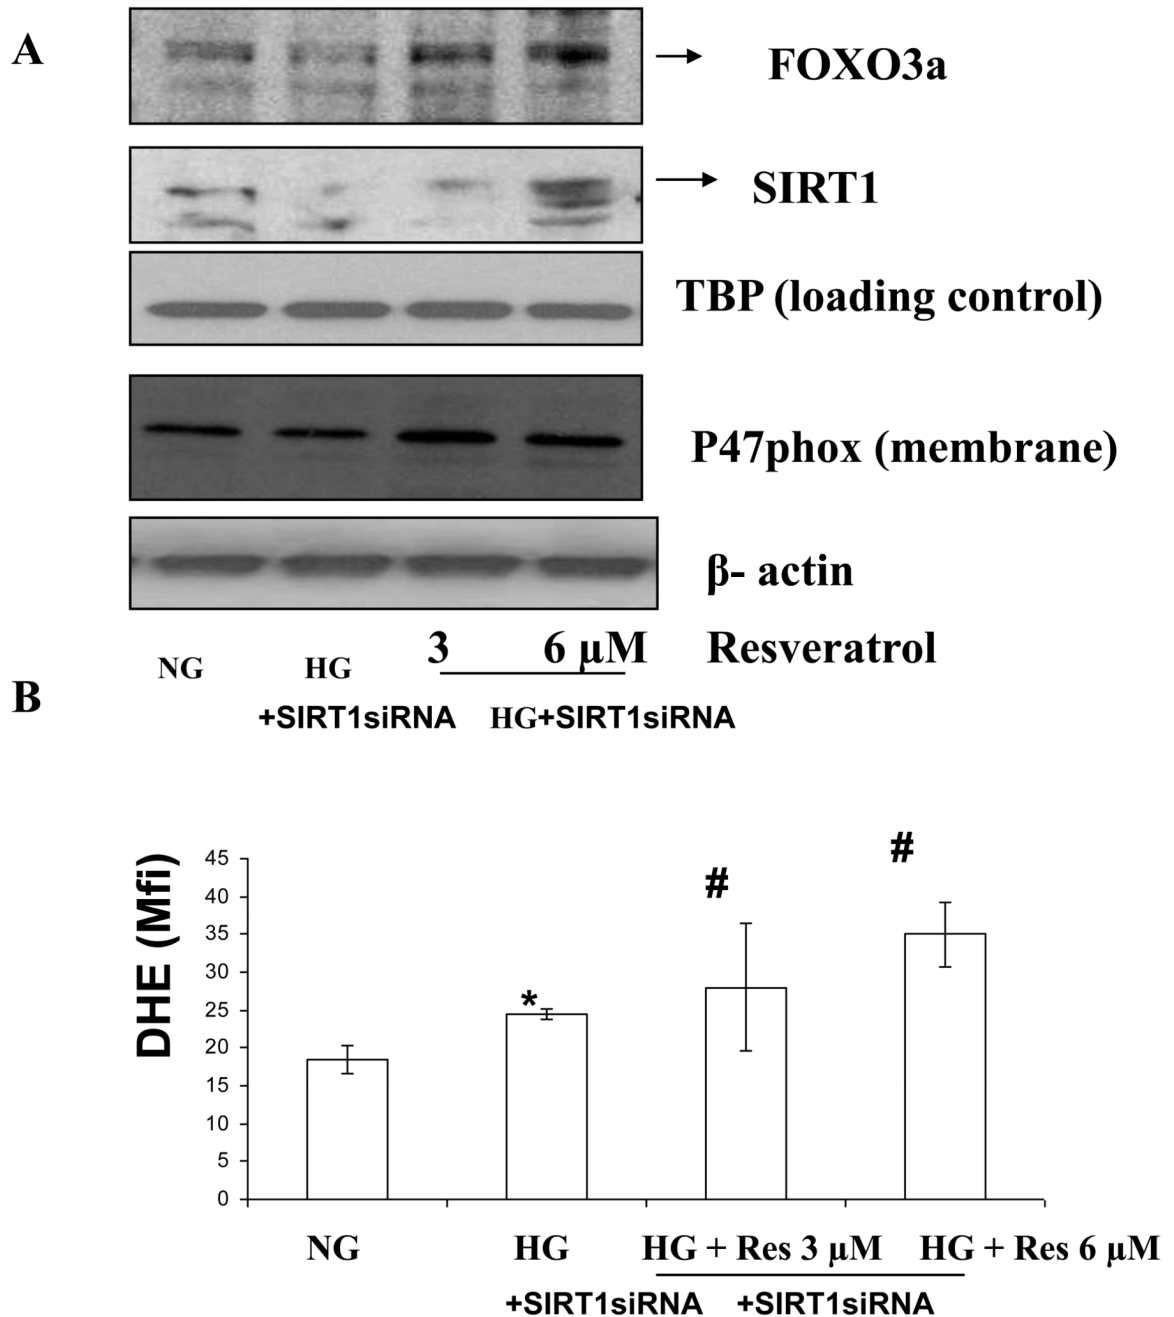 A
FOXO3a
SIRT1
TBP (loading control)
P47phox (membrane)
β- actin
NG HG 3 6 μM Resveratrol
+SIRT1siRNA HG+SIRT1siRNA
B
DHE (Mfi)
45
40
35
30
25
20
15
10
5
0
*
#
#
NG HG HG + Res 3 μM HG + Res 6 μM
+SIRT1siRNA +SIRT1siRNA